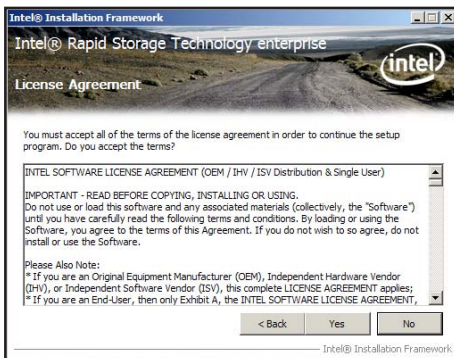 Intel® Installation Framework
Intel® Rapid Storage Technology enterprise
intel
License Agreement
You must accept all of the terms of the license agreement in order to continue the setup
program. Do you accept the terms?
INTEL SOFTWARE LICENSE AGREEMENT (OEM / IHV / ISV Distribution & Single User)
IMPORTANT - READ BEFORE COPYING, INSTALLING OR USING.
Do not use or load this software and any associated materials (collectively, the "Software")
until you have carefully read the following terms and conditions. By loading or using the
Software, you agree to the terms of this Agreement. If you do not wish to so agree, do not
install or use the Software.
Please Also Note:
* If you are an Original Equipment Manufacturer (OEM), Independent Hardware Vendor
(IHV), or Independent Software Vendor (ISV), this complete LICENSE AGREEMENT applies;
* If you are an End-User, then only Exhibit A, the INTEL SOFTWARE LICENSE AGREEMENT,
< Back Yes No
Intel® Installation Framework